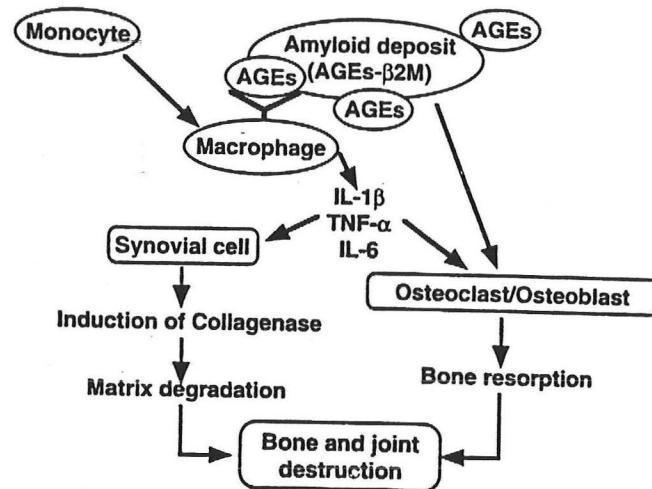 Monocyte
AGEs
Amyloid deposit
(AGEs-β2M)
AGEs
AGEs
Macrophage
IL-1β
TNF-α
IL-6
Synovial cell
Osteoclast/Osteoblast
Induction of Collagenase
Matrix degradation
Bone resorption
Bone and joint
destruction